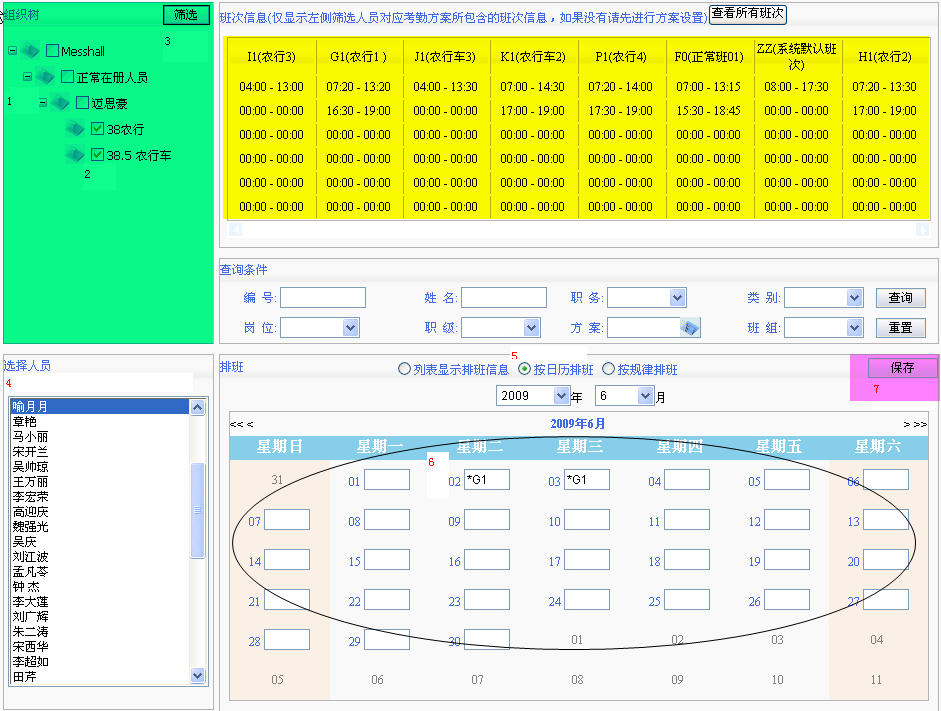 组织树
筛选
3
Messhall
正常在册人员
1
迈思豪
38农行
38.5 农行车
2
班次信息(仅显示左侧筛选人员对应考勤方案所包含的班次信息，如果没有请先进行方案设置)
查看所有班次
I1(农行3) G1(农行1 ) J1(农行车3) K1(农行车2) P1(农行4) F0(正常班01) ZZ(系统默认班次) H1(农行2)
04:00 - 13:00 07:20 - 13:20 04:00 - 13:30 07:00 - 14:30 07:20 - 14:00 07:00 - 13:15 08:00 - 17:30 07:20 - 13:30
00:00 - 00:00 16:30 - 19:00 00:00 - 00:00 17:00 - 19:00 17:30 - 19:00 15:30 - 18:45 00:00 - 00:00 17:00 - 19:00
00:00 - 00:00 00:00 - 00:00 00:00 - 00:00 00:00 - 00:00 00:00 - 00:00 00:00 - 00:00 00:00 - 00:00 00:00 - 00:00
00:00 - 00:00 00:00 - 00:00 00:00 - 00:00 00:00 - 00:00 00:00 - 00:00 00:00 - 00:00 00:00 - 00:00 00:00 - 00:00
00:00 - 00:00 00:00 - 00:00 00:00 - 00:00 00:00 - 00:00 00:00 - 00:00 00:00 - 00:00 00:00 - 00:00 00:00 - 00:00
00:00 - 00:00 00:00 - 00:00 00:00 - 00:00 00:00 - 00:00 00:00 - 00:00 00:00 - 00:00 00:00 - 00:00 00:00 - 00:00
查询条件
编 号: 姓 名: 职 务: 类 别: 查询
岗 位: 职 级: 方 案: 班 组: 重置
选择人员
4
喻月月
章艳
马小丽
宋开兰
吴帅琼
王万丽
李宏荣
高迎庆
魏强光
吴庆
刘江波
孟凡苓
钟 杰
李大莲
刘广辉
朱二涛
宋西华
李超如
田芹
排班
5
列表显示排班信息 按日历排班 按规律排班
保存
7
2009 年 6 月
<< < 2009年6月 > >>
星期日 星期一 星期二 星期三 星期四 星期五 星期六
6
31 01 02 *G1 03 *G1 04 05 06
07 08 09 10 11 12 13
14 15 16 17 18 19 20
21 22 23 24 25 26 27
28 29 30 01 02 03 04
05 06 07 08 09 10 11